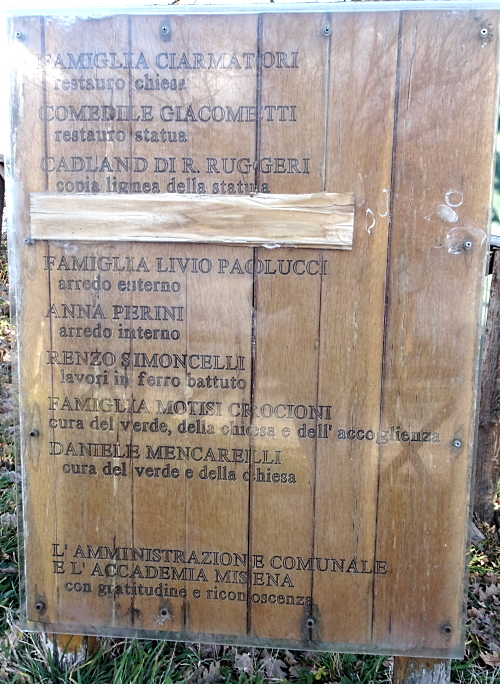 FAMIGLIA CIARMATORI
restauro chiesa
COMEDILE GIACOMETTI
restauro statua
CADLAND DI R. RUGGERI
copia lignea della statua
FAMIGLIA LIVIO PAOLUCCI
arredo esterno
ANNA PIERINI
arredo interno
RENZO SIMONCELLI
lavori in ferro battuto
FAMIGLIA MOTISI CROCIONI
cura del verde, della chiesa e dell' accoglienza
DANIELE MENCARELLI
cura del verde e della chiesa
L' AMMINISTRAZIONE COMUNALE
E L' ACCADEMIA MISENA
con gratitudine e riconoscenza